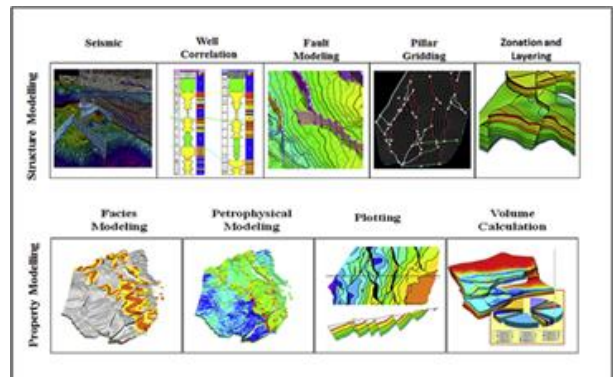 Structure Modelling
Seismic
Well
Correlation
Fault
Modeling
Pillar
Gridding
Zonation and
Layering
Property Modelling
Facies
Modeling
Petrophysical
Modeling
Plotting
Volume
Calculation